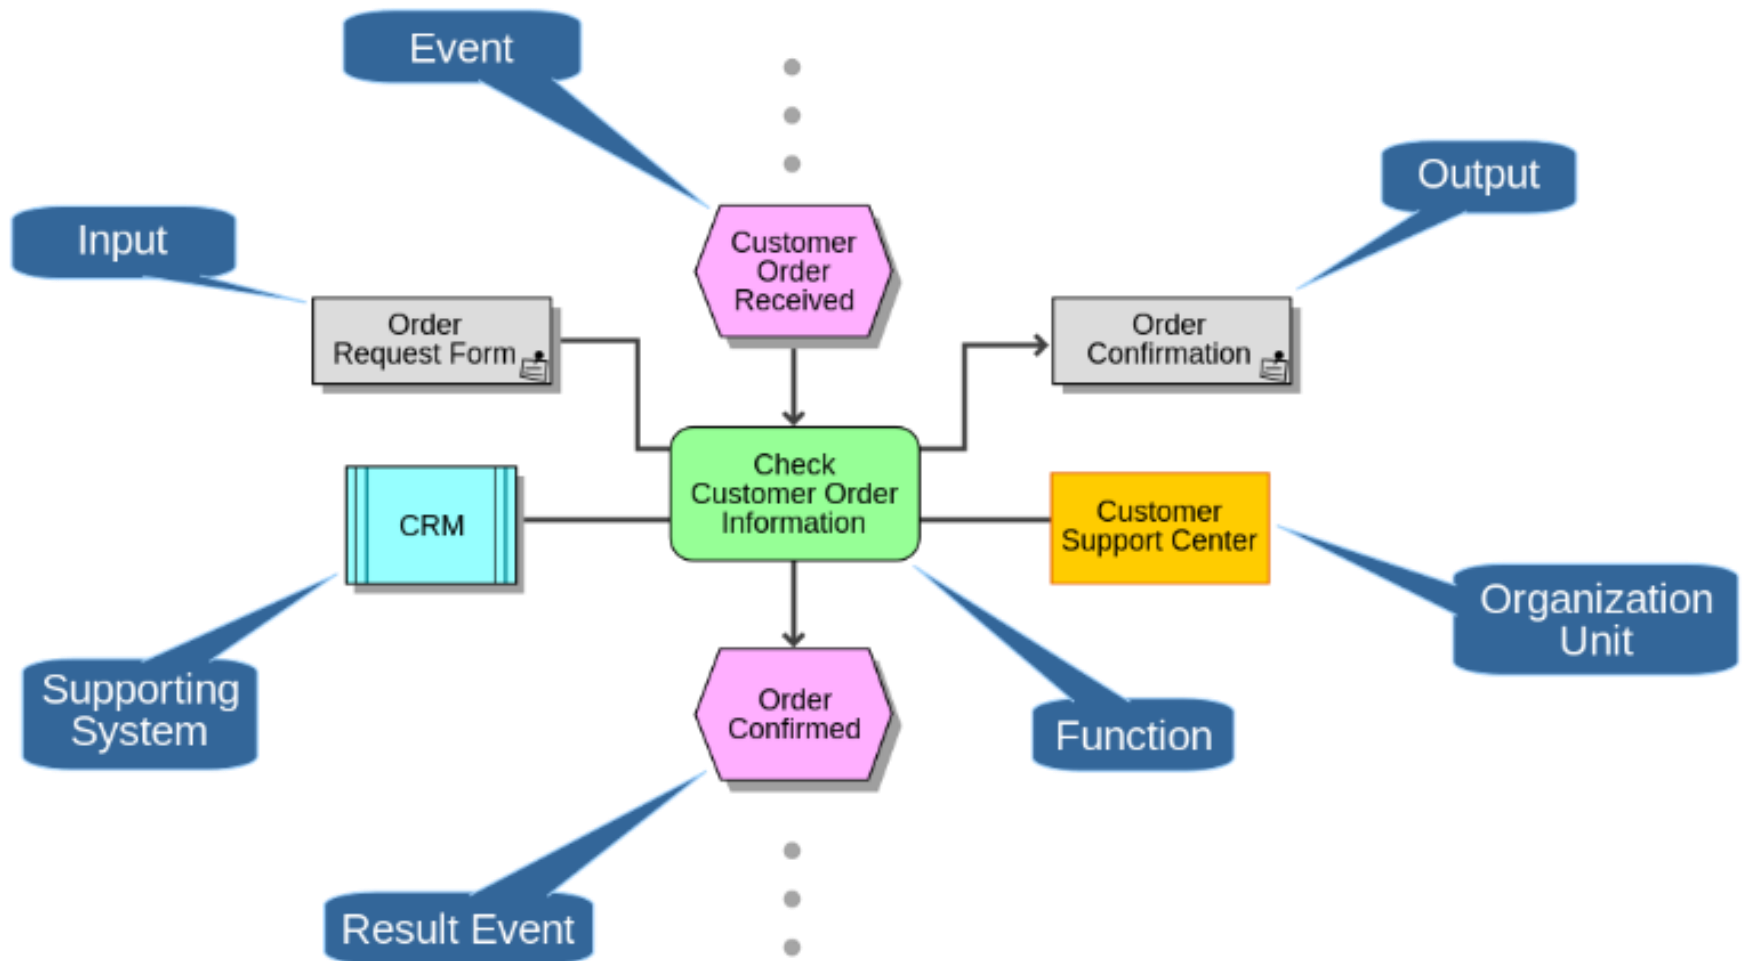 Event
Output
Input
Customer
Order
Received
Order
Request Form
Order
Confirmation
Check
Customer Order
Information
CRM
Customer
Support Center
Organization
Unit
Supporting
System
Order
Confirmed
Function
Result Event